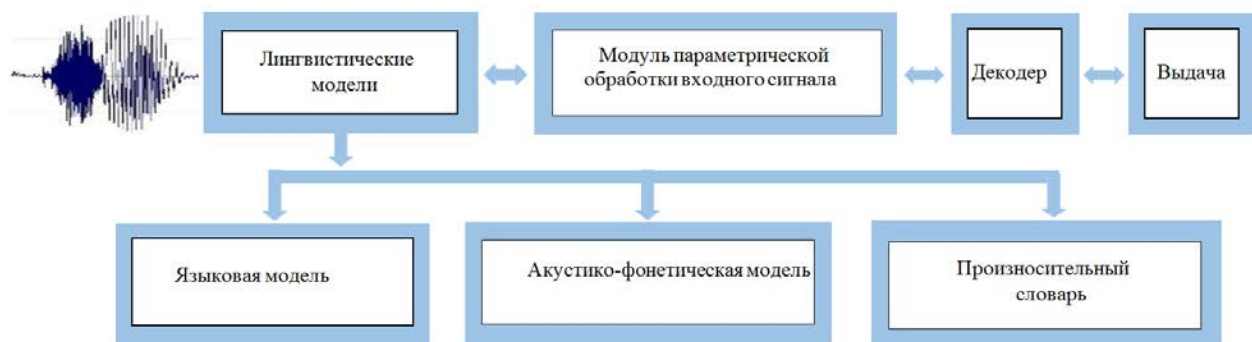 Лингвистические
модели
Модуль параметрической
обработки входного сигнала
Декодер
Выдача
Языковая модель
Акустико-фонетическая модель
Произносительный
словарь